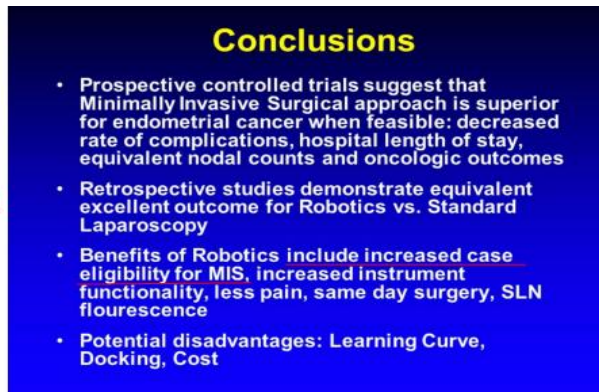 Conclusions
• Prospective controlled trials suggest that
Minimally Invasive Surgical approach is superior
for endometrial cancer when feasible: decreased
rate of complications, hospital length of stay,
equivalent nodal counts and oncologic outcomes
• Retrospective studies demonstrate equivalent
excellent outcome for Robotics vs. Standard
Laparoscopy
• Benefits of Robotics include increased case
eligibility for MIS, increased instrument
functionality, less pain, same day surgery, SLN
flourescence
• Potential disadvantages: Learning Curve,
Docking, Cost